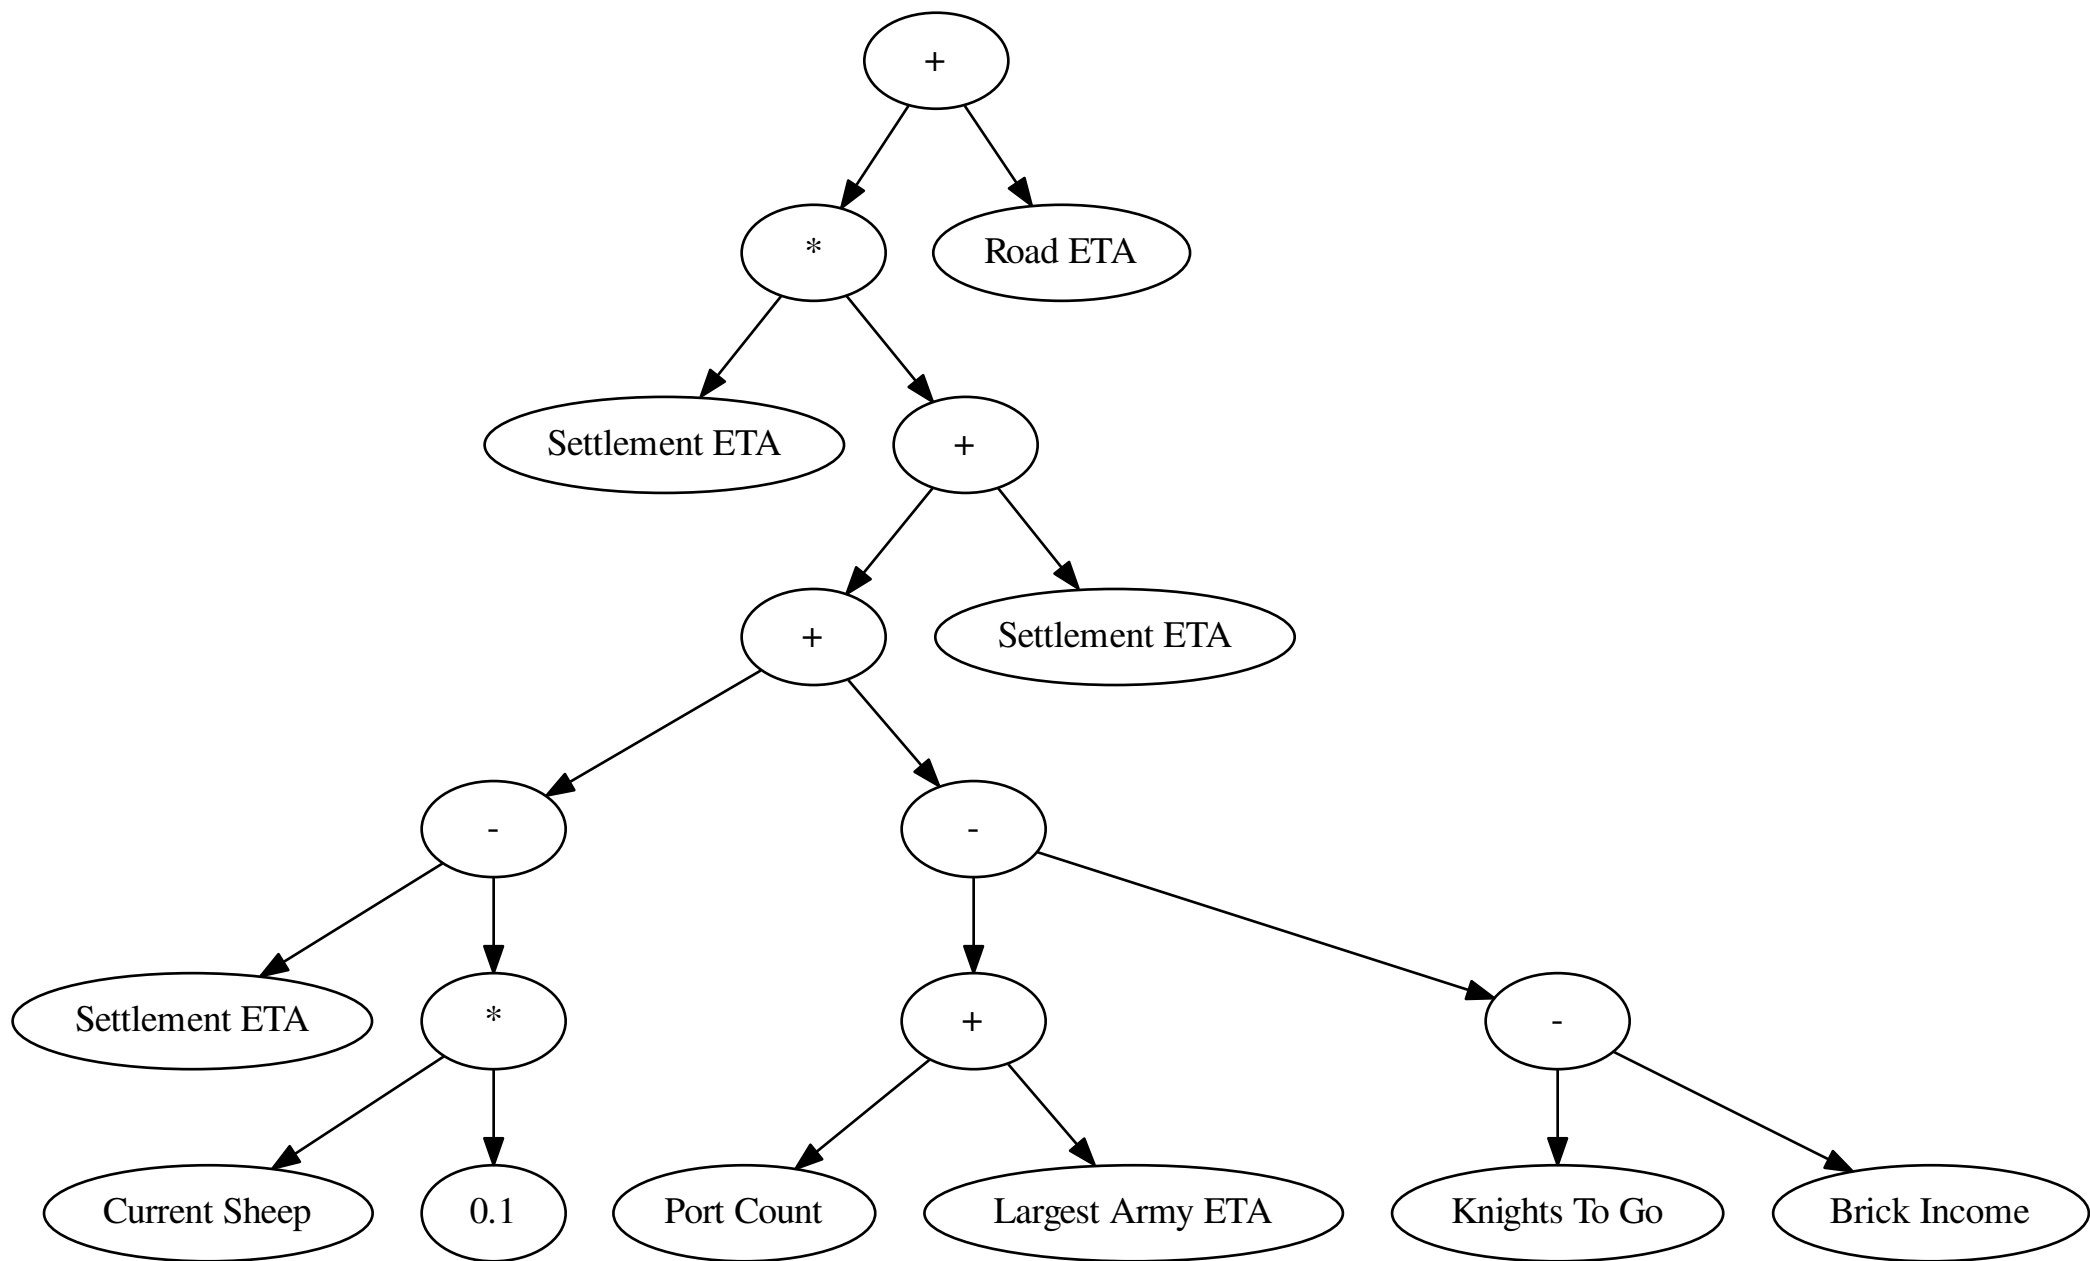 +
*
Road ETA
Settlement ETA
+
+
Settlement ETA
-
-
Settlement ETA
*
+
-
Current Sheep
0.1
Port Count
Largest Army ETA
Knights To Go
Brick Income